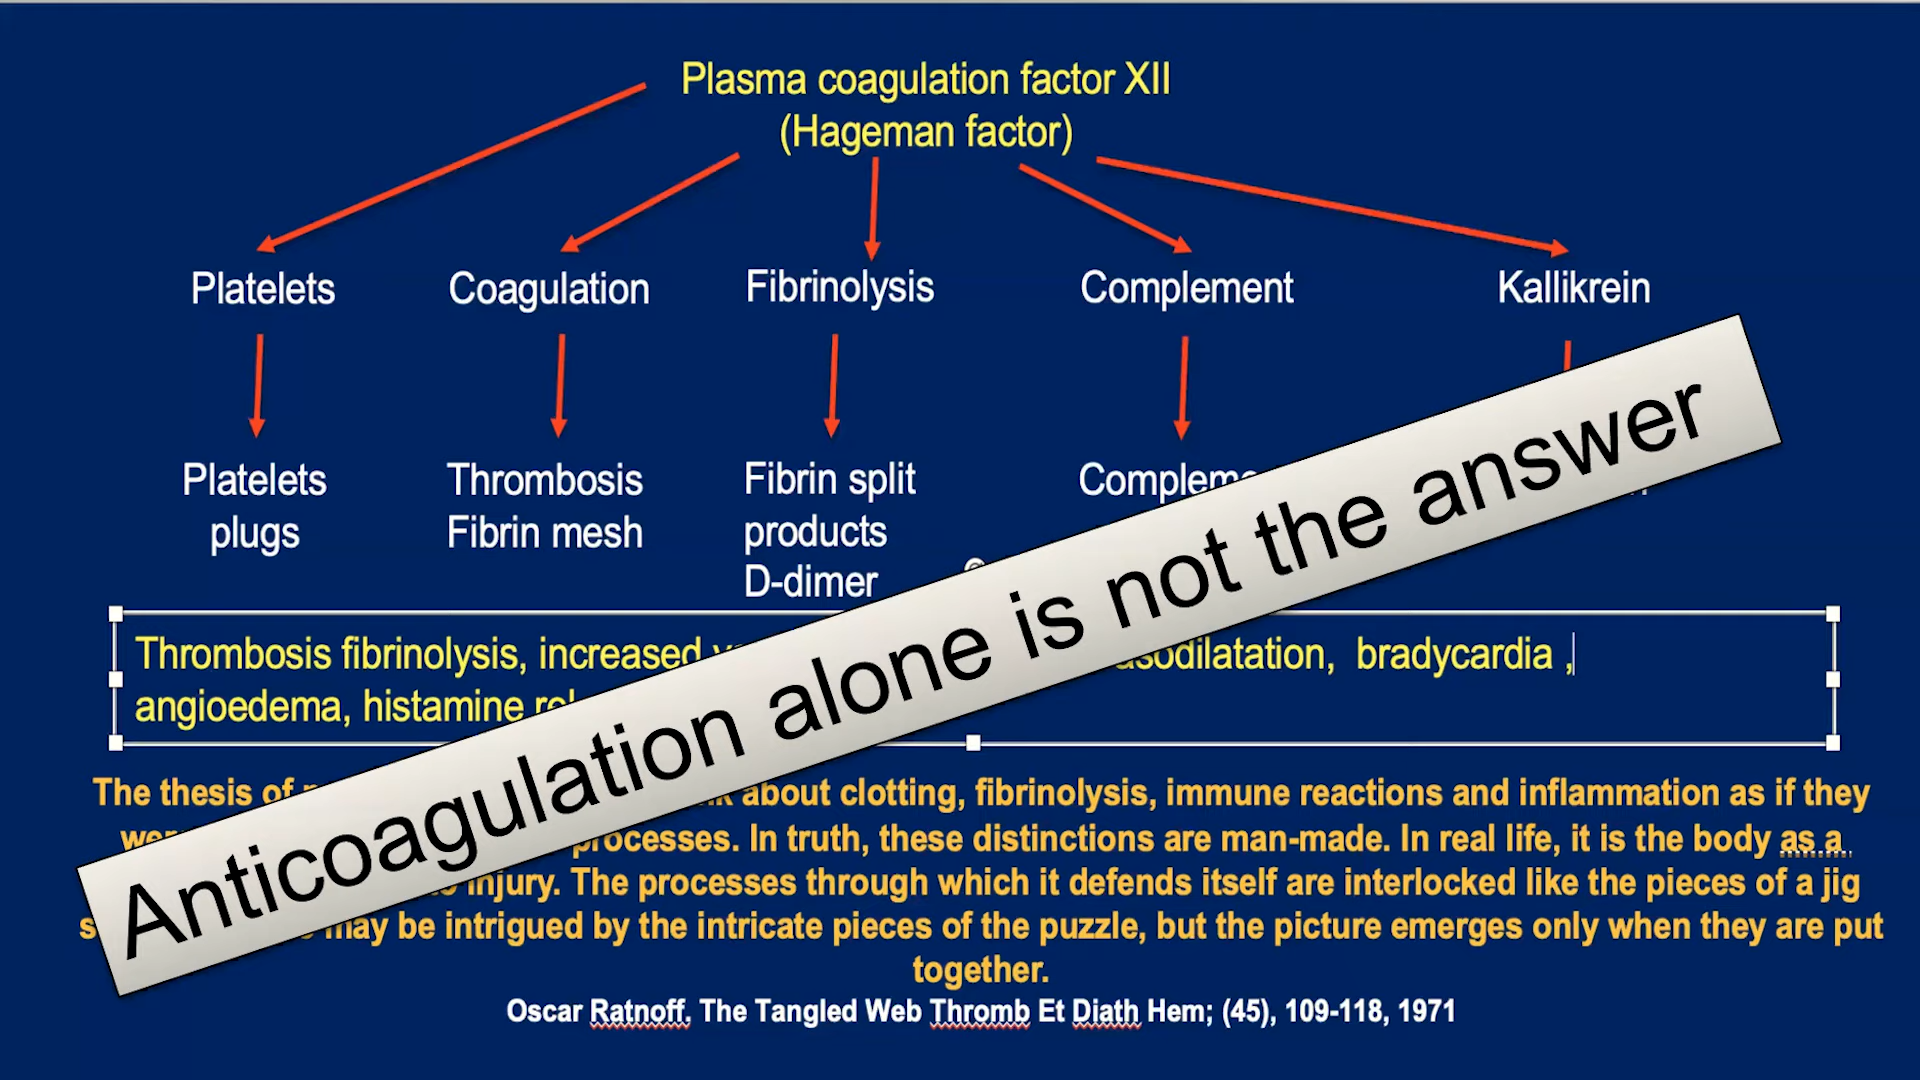 Plasma coagulation factor XII
(Hageman factor)
Platelets
Coagulation
Fibrinolysis
Complement
Kallikrein
Platelets
plugs
Thrombosis
Fibrin mesh
Fibrin split
products
D-dimer
Thrombosis fibrinolysis, increased bradycardia ,
angioedema, histamine
Anticoagulation alone is not the answer
The thesis of about clotting, fibrinolysis, immune reactions and inflammation as if they
processes. In truth, these distinctions are man-made. In real life, it is the body as a
injury. The processes through which it defends itself are interlocked like the pieces of a jig
may be intrigued by the intricate pieces of the puzzle, but the picture emerges only when they are put
together.
Oscar Ratnoff. The Tangled Web Thromb Et Diath Hem; (45), 109-118, 1971